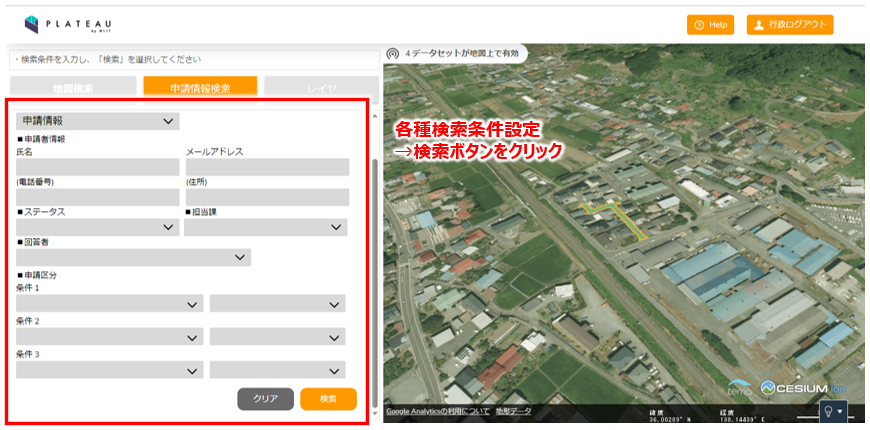 PLATEAU
by MLIT
Help
行政ログアウト
・検索条件を入力し、「検索」を選択してください
地図検索
申請情報検索
レイヤ
4 データセットが地図上で有効
申請情報
■申請者情報
氏名
メールアドレス
(電話番号)
(住所)
■ステータス
■担当課
■回答者
■申請区分
条件 1
条件 2
条件 3
クリア
検索
各種検索条件設定
→検索ボタンをクリック
CESIUM ion
Google Analyticsの利用について
地形データ
緯度
36.00289° N
経度
138.14439° E